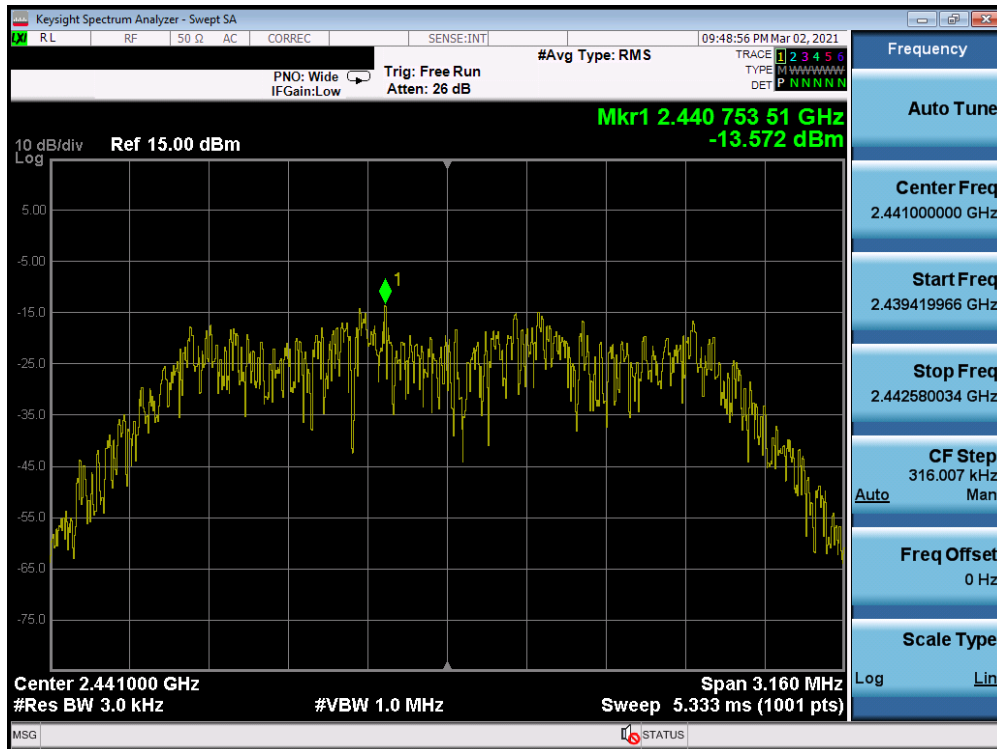 Keysight Spectrum Analyzer - Swept SA
LXI RL RF 50 Ω AC CORREC SENSE:INT 09:48:56 PM Mar 02, 2021
#Avg Type: RMS
TRACE 1 2 3 4 5 6
TYPE M WWWWW
DET P N N N N N
PNO: Wide
IFGain:Low
Trig: Free Run
Atten: 26 dB
Mkr1 2.440 753 51 GHz
-13.572 dBm
10 dB/div Ref 15.00 dBm
Log
5.00
-5.00
1
-15.0
-25.0
-35.0
-45.0
-55.0
-65.0
-75.0
Center 2.441000 GHz Span 3.160 MHz
#Res BW 3.0 kHz #VBW 1.0 MHz Sweep 5.333 ms (1001 pts)
MSG STATUS
Frequency
Auto Tune
Center Freq
2.441000000 GHz
Start Freq
2.439419966 GHz
Stop Freq
2.442580034 GHz
CF Step
316.007 kHz
Auto Man
Freq Offset
0 Hz
Scale Type
Log Lin